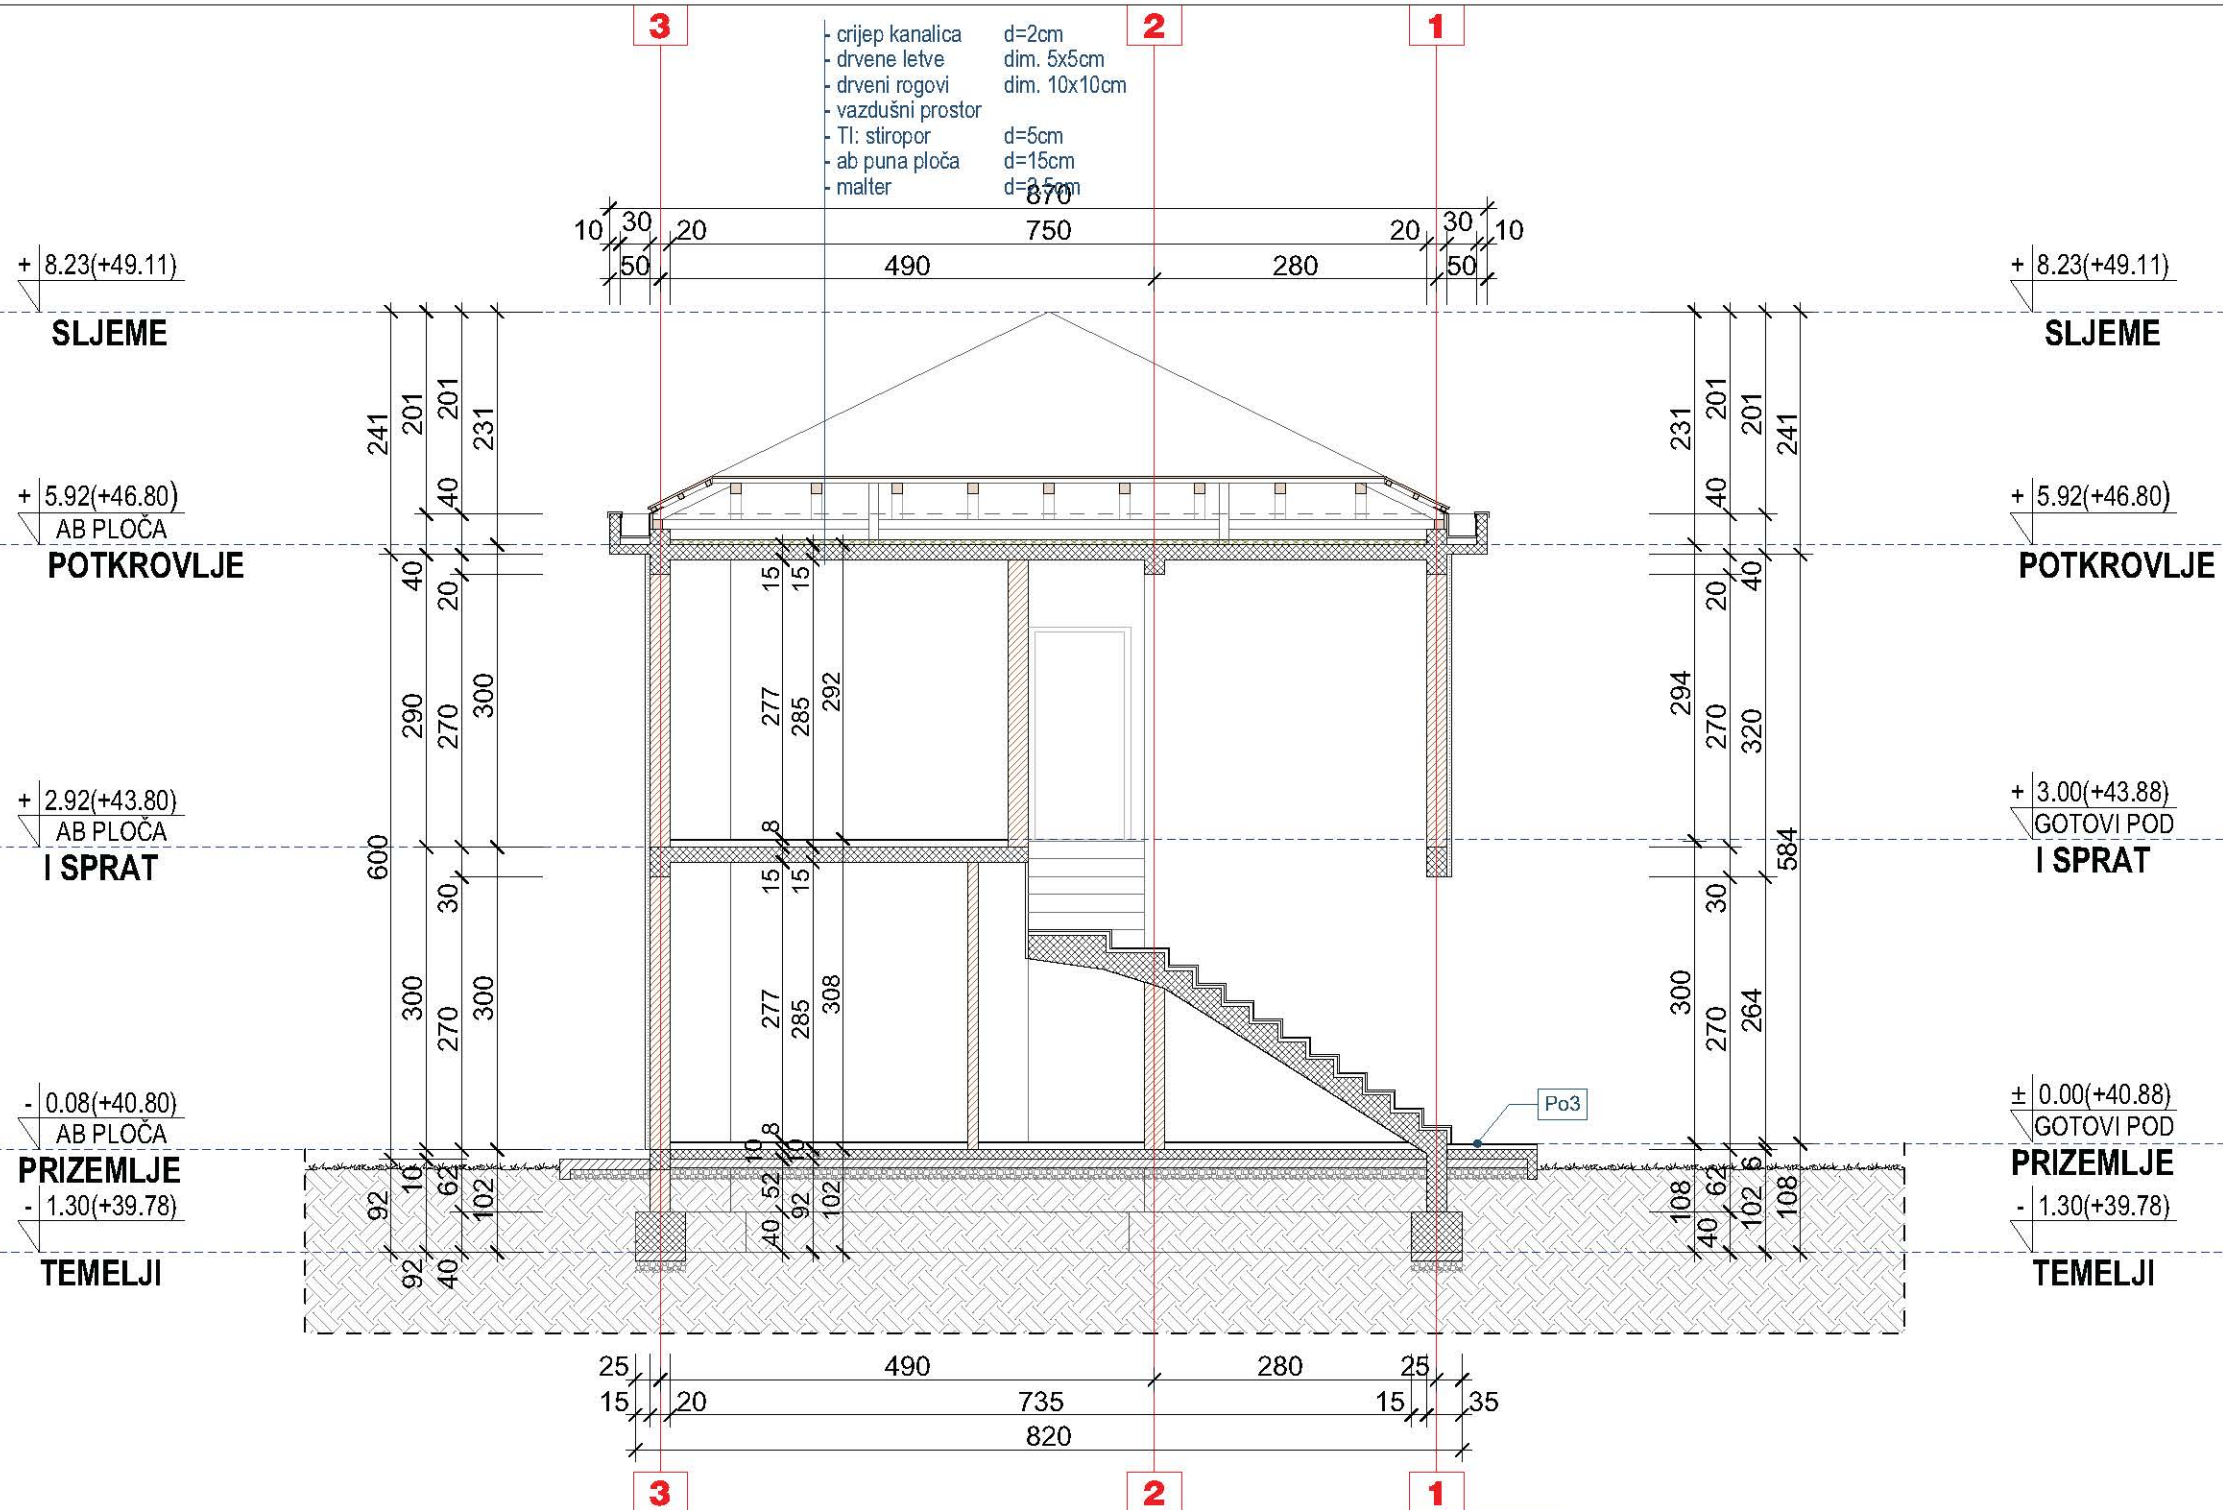 3
2
1
- crijep kanalica d=2cm
- drvene letve dim. 5x5cm
- drveni rogovi dim. 10x10cm
- vazdušni prostor
- TI: stiropor d=5cm
- ab puna ploča d=15cm
- malter d=2.5cm
870
10 30 20 750 20 30 10
50 490 280 50
+ 8.23(+49.11)
SLJEME
+ 8.23(+49.11)
SLJEME
241 201 201 231
231 201 201 241
40
40
+ 5.92(+46.80)
AB PLOČA
POTKROVLJE
+ 5.92(+46.80)
POTKROVLJE
40 20 15 15
20 40
290 270 300 277 285 292
294 270 320
+ 2.92(+43.80)
AB PLOČA
I SPRAT
+ 3.00(+43.88)
GOTOVI POD
I SPRAT
600 8
584
30 15 15
30
300 270 300 277 285 308
300 270 264
Po3
- 0.08(+40.80)
AB PLOČA
PRIZEMLJE
± 0.00(+40.88)
GOTOVI POD
PRIZEMLJE
10 8 10
92 10 62 102 52 92 102
108 62 102 6 108
- 1.30(+39.78)
TEMELJI
- 1.30(+39.78)
TEMELJI
92 40 40
40
25 490 280 25
15 20 735 15 35
820
3
2
1